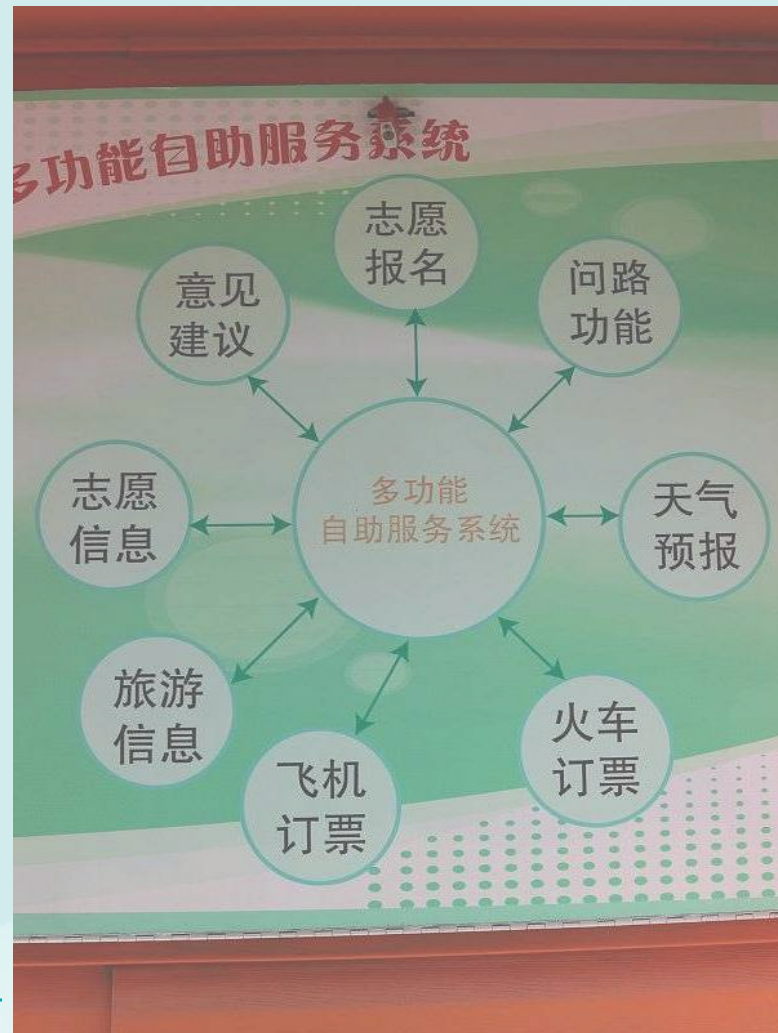 多功能自助服务系统
志愿
报名
意见
建议
问路
功能
志愿
信息
多功能
自助服务系统
天气
预报
旅游
信息
飞机
订票
火车
订票